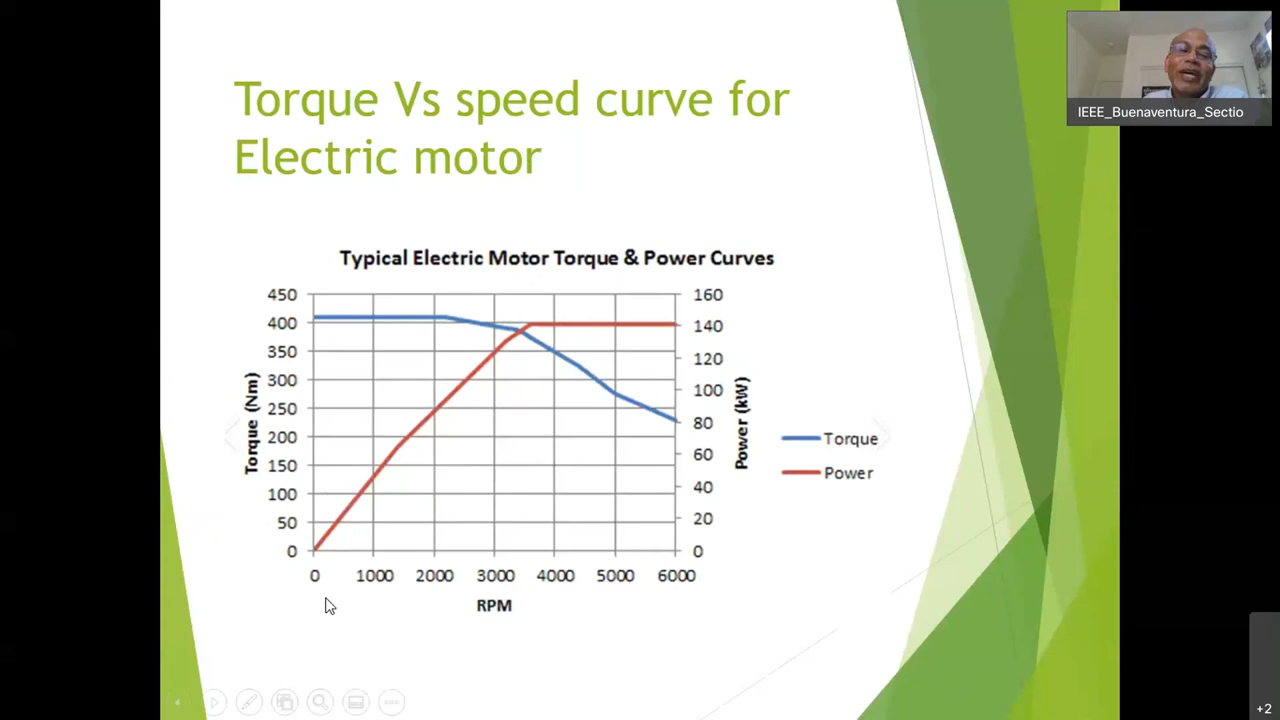 Torque Vs speed curve for
Electric motor
IEEE_Buenaventura_Sectio
Typical Electric Motor Torque & Power Curves
450
400
350
300
250
200
150
100
50
0
Torque (Nm)
160
140
120
100
80
60
40
20
0
Power (kW)
Torque
Power
0 1000 2000 3000 4000 5000 6000
RPM
+2